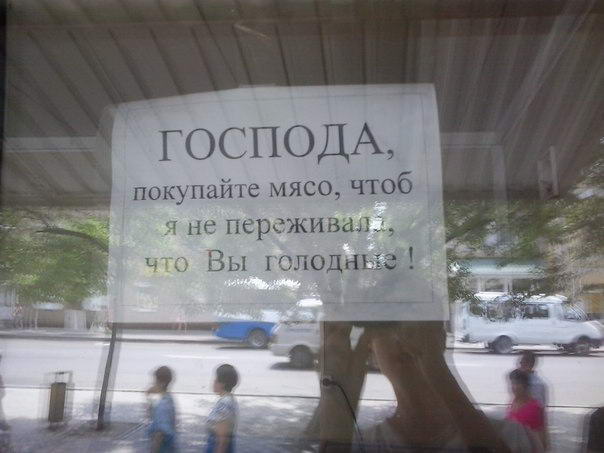 ГОСПОДА,
покупайте мясо, чтоб
я не переживала,
что Вы голодные !